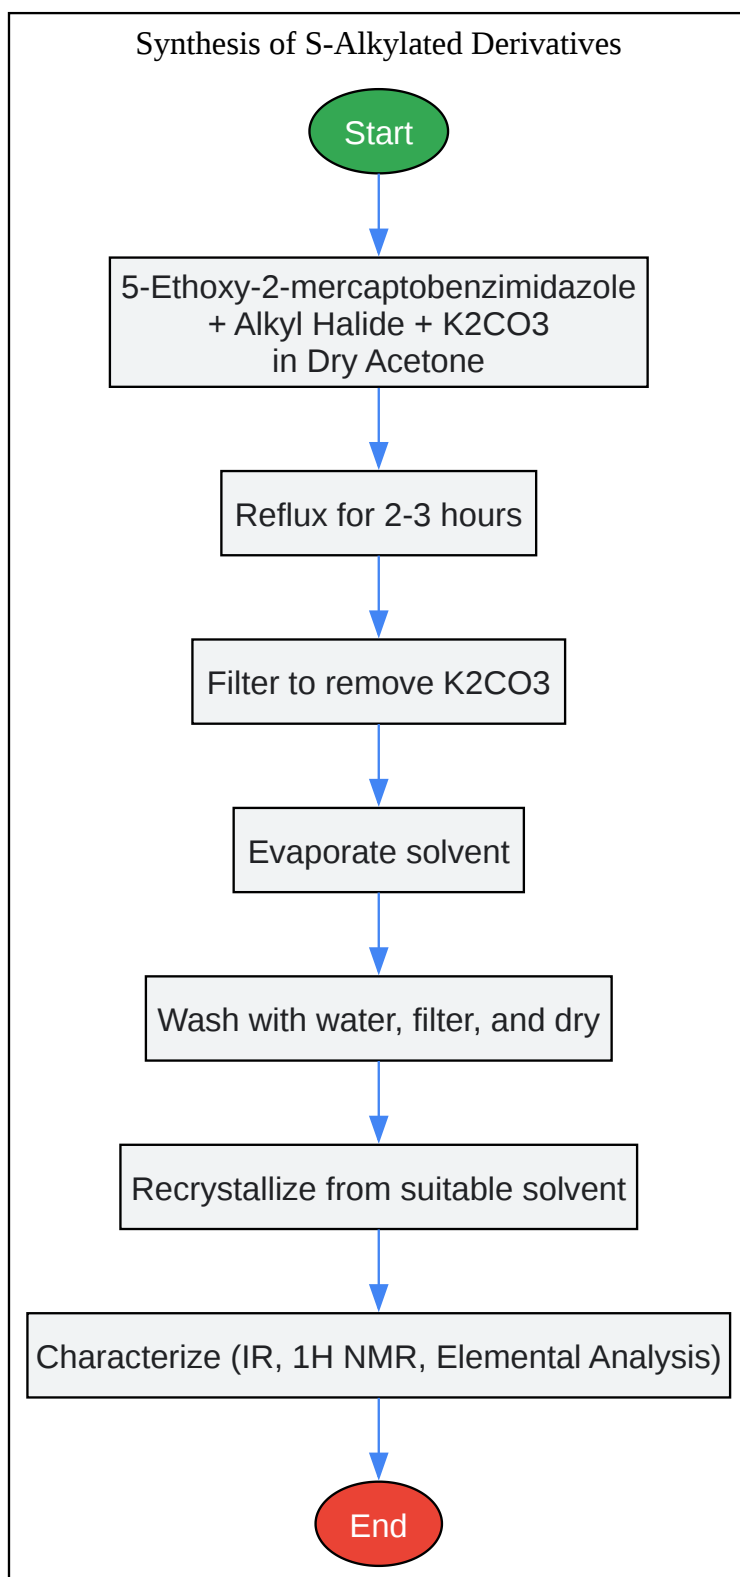 Synthesis of S-Alkylated Derivatives
Start
5-Ethoxy-2-mercaptobenzimidazole
+ Alkyl Halide + K2CO3
in Dry Acetone
Reflux for 2-3 hours
Filter to remove K2CO3
Evaporate solvent
Wash with water, filter, and dry
Recrystallize from suitable solvent
Characterize (IR, 1H NMR, Elemental Analysis)
End